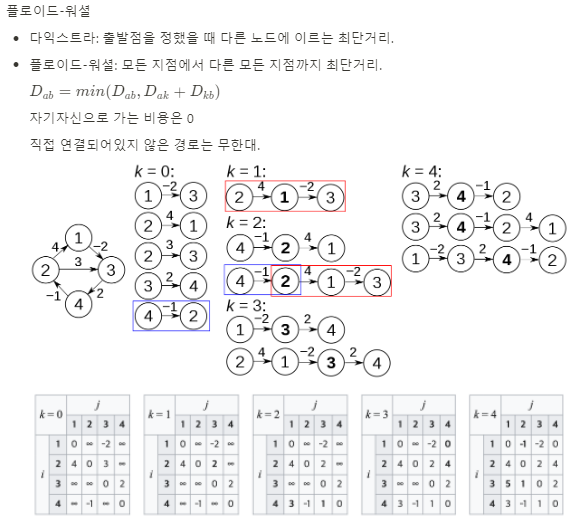 플로이드-워셜
• 다익스트라: 출발점을 정했을 때 다른 노드에 이르는 최단거리.
• 플로이드-워셜: 모든 지점에서 다른 모든 지점까지 최단거리.
D_{ab} = min(D_{ab}, D_{ak} + D_{kb})
자기자신으로 가는 비용은 0
직접 연결되어있지 않은 경로는 무한대.
1
2
3
4
4
-2
3
-1
2
k = 0:
1 -2 3
2 4 1
2 3 3
3 2 4
4 -1 2
k = 1:
2 4 1 -2 3
k = 2:
4 -1 2 4 1
4 -1 2 4 1 -2 3
k = 3:
1 -2 3 2 4
2 4 1 -2 3 2 4
k = 4:
3 2 4 -1 2
3 2 4 -1 2 4 1
1 -2 3 2 4 -1 2
k = 0 j
1 2 3 4
i
1 0 ∞ -2 ∞
2 4 0 3 ∞
3 ∞ ∞ 0 2
4 ∞ -1 ∞ 0
k = 1 j
1 2 3 4
i
1 0 ∞ -2 ∞
2 4 0 2 ∞
3 ∞ ∞ 0 2
4 ∞ -1 ∞ 0
k = 2 j
1 2 3 4
i
1 0 ∞ -2 ∞
2 4 0 2 ∞
3 ∞ ∞ 0 2
4 3 -1 1 0
k = 3 j
1 2 3 4
i
1 0 ∞ -2 0
2 4 0 2 4
3 ∞ ∞ 0 2
4 3 -1 1 0
k = 4 j
1 2 3 4
i
1 0 -1 -2 0
2 4 0 2 4
3 5 1 0 2
4 3 -1 1 0